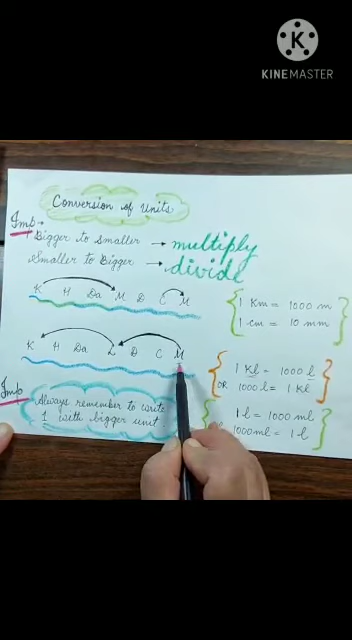 K
KINEMASTER
Conversion of Units
Imp→
Bigger to Smaller → multiply
Smaller to Bigger → divide
K H Da M D C M
1 Km = 1000 m
1 cm = 10 mm
K H Da L D C M
1 Kl = 1000 l
OR 1000 l = 1 Kl
Imp→
Always remember to write
1 with bigger unit
1 l = 1000 ml
1000 ml = 1 l